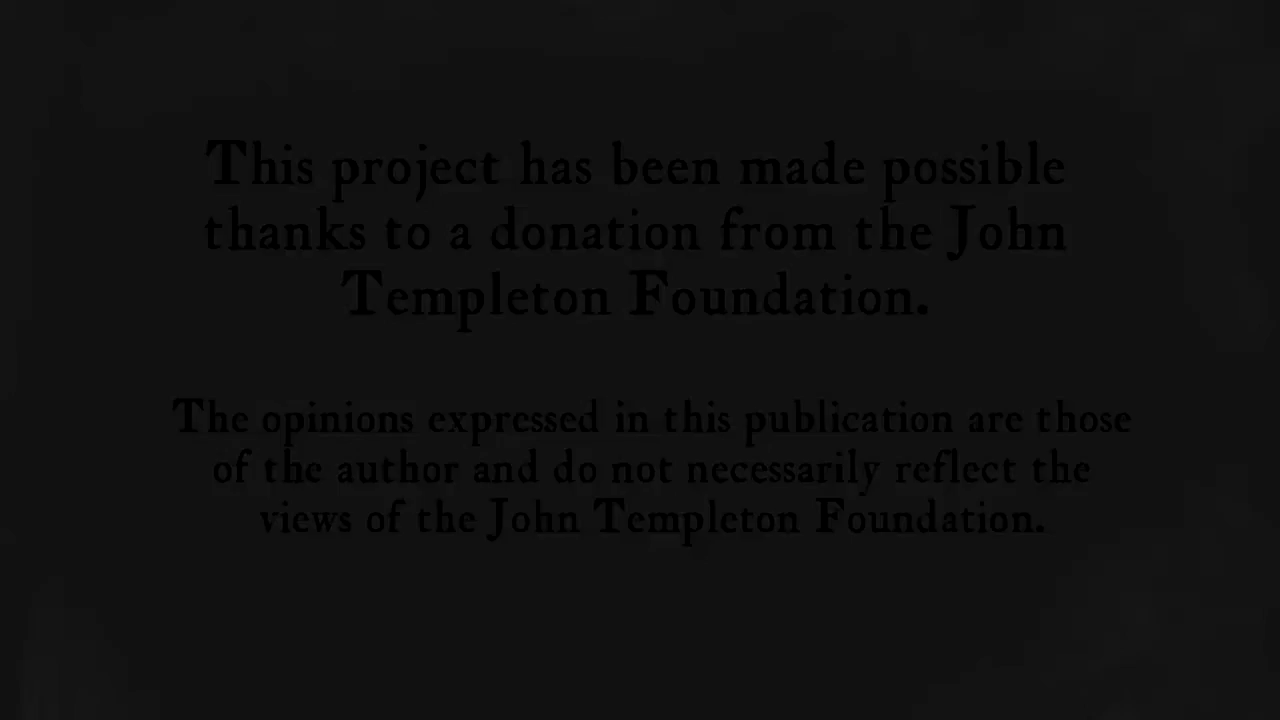 This project has been made possible
thanks to a donation from the John
Templeton Foundation.
The opinions expressed in this publication are those
of the author and do not necessarily reflect the
views of the John Templeton Foundation.